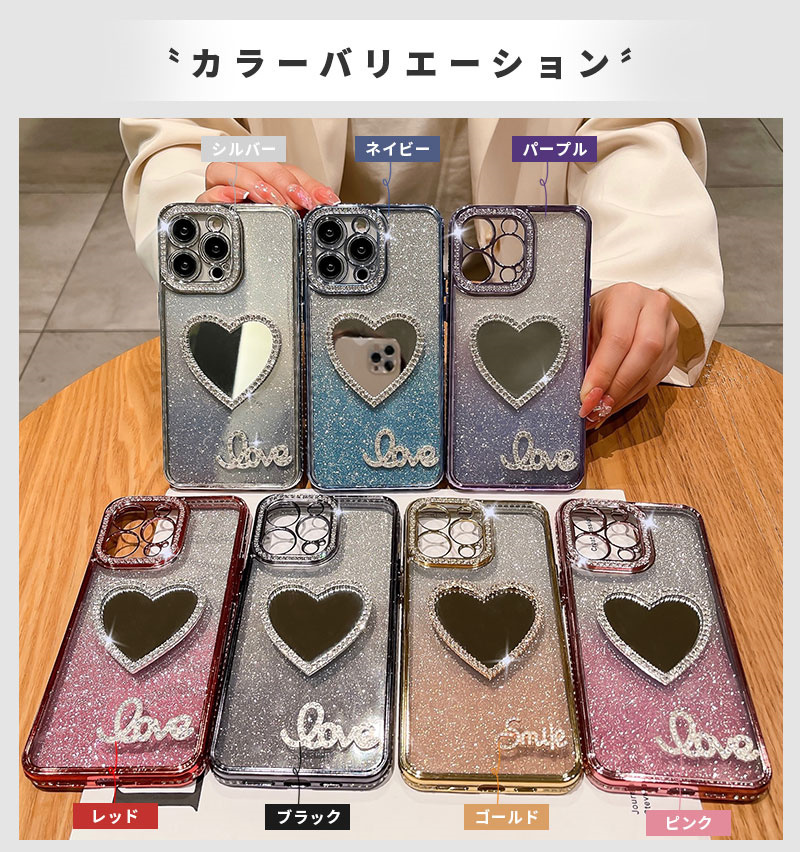 カラーバリエーション
シルバー
ネイビー
パープル
love
love
love
love
love
Smile
love
レッド
ブラック
ゴールド
ピンク